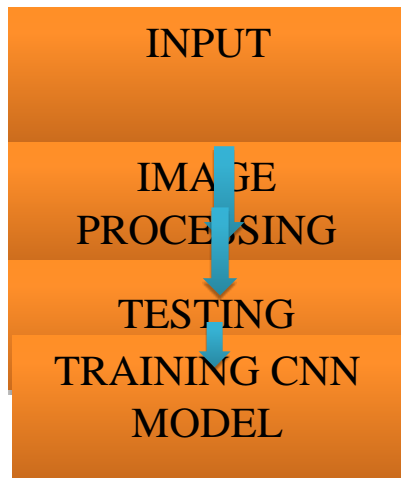 INPUT
IMAGE
PROCESSING
TESTING
TRAINING CNN
MODEL